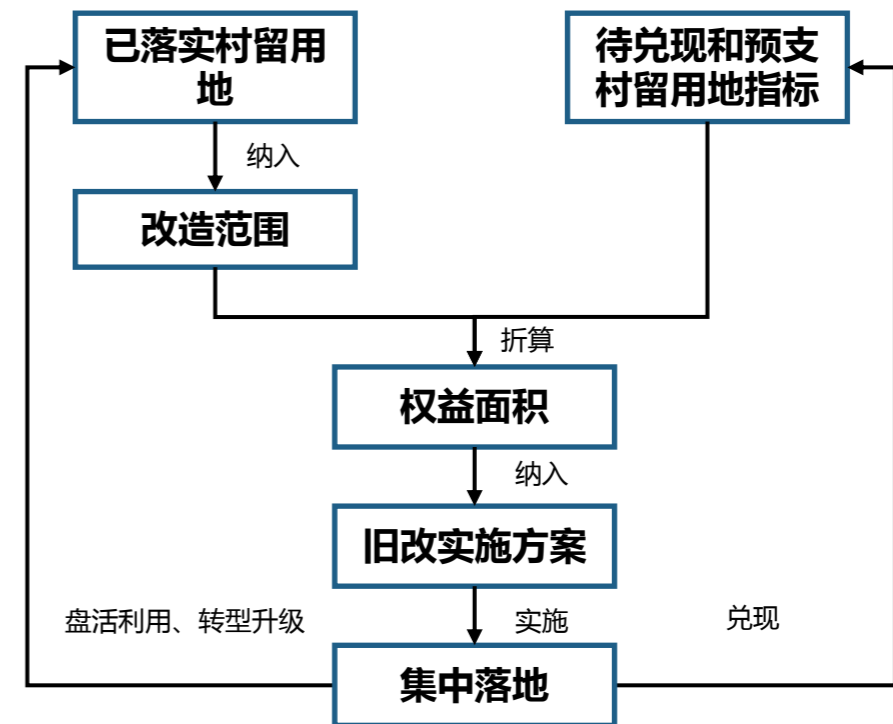 已落实村留用
地
待兑现和预支
村留用地指标
纳入
改造范围
折算
权益面积
纳入
旧改实施方案
盘活利用、转型升级
实施
兑现
集中落地